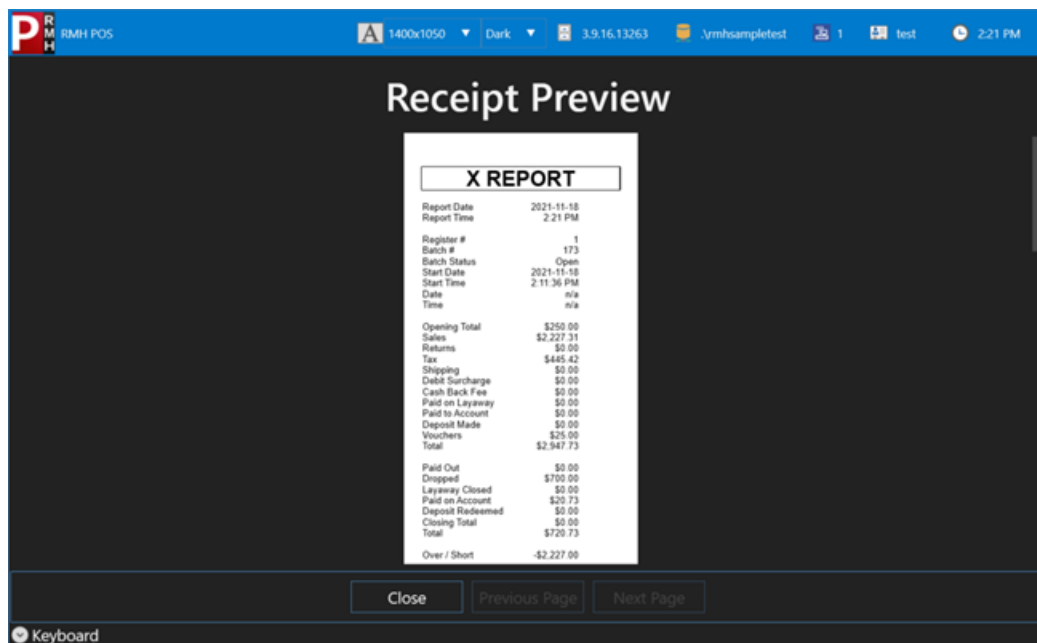 P RMH RMH POS A 1400x1050 Dark 3.9.16.13263 .\rmhsampletest 1 test 2:21 PM
Receipt Preview
X REPORT
Report Date 2021-11-18
Report Time 2:21 PM
Register # 1
Batch # 173
Batch Status Open
Start Date 2021-11-18
Start Time 2:11:36 PM
Date n/a
Time n/a
Opening Total $250.00
Sales $2,227.31
Returns $0.00
Tax $445.42
Shipping $0.00
Debit Surcharge $0.00
Cash Back Fee $0.00
Paid on Layaway $0.00
Paid to Account $0.00
Deposit Made $0.00
Vouchers $25.00
Total $2,947.73
Paid Out $0.00
Dropped $700.00
Layaway Closed $0.00
Paid on Account $20.73
Deposit Redeemed $0.00
Closing Total $0.00
Total $720.73
Over / Short -$2,227.00
Close Previous Page Next Page
Keyboard